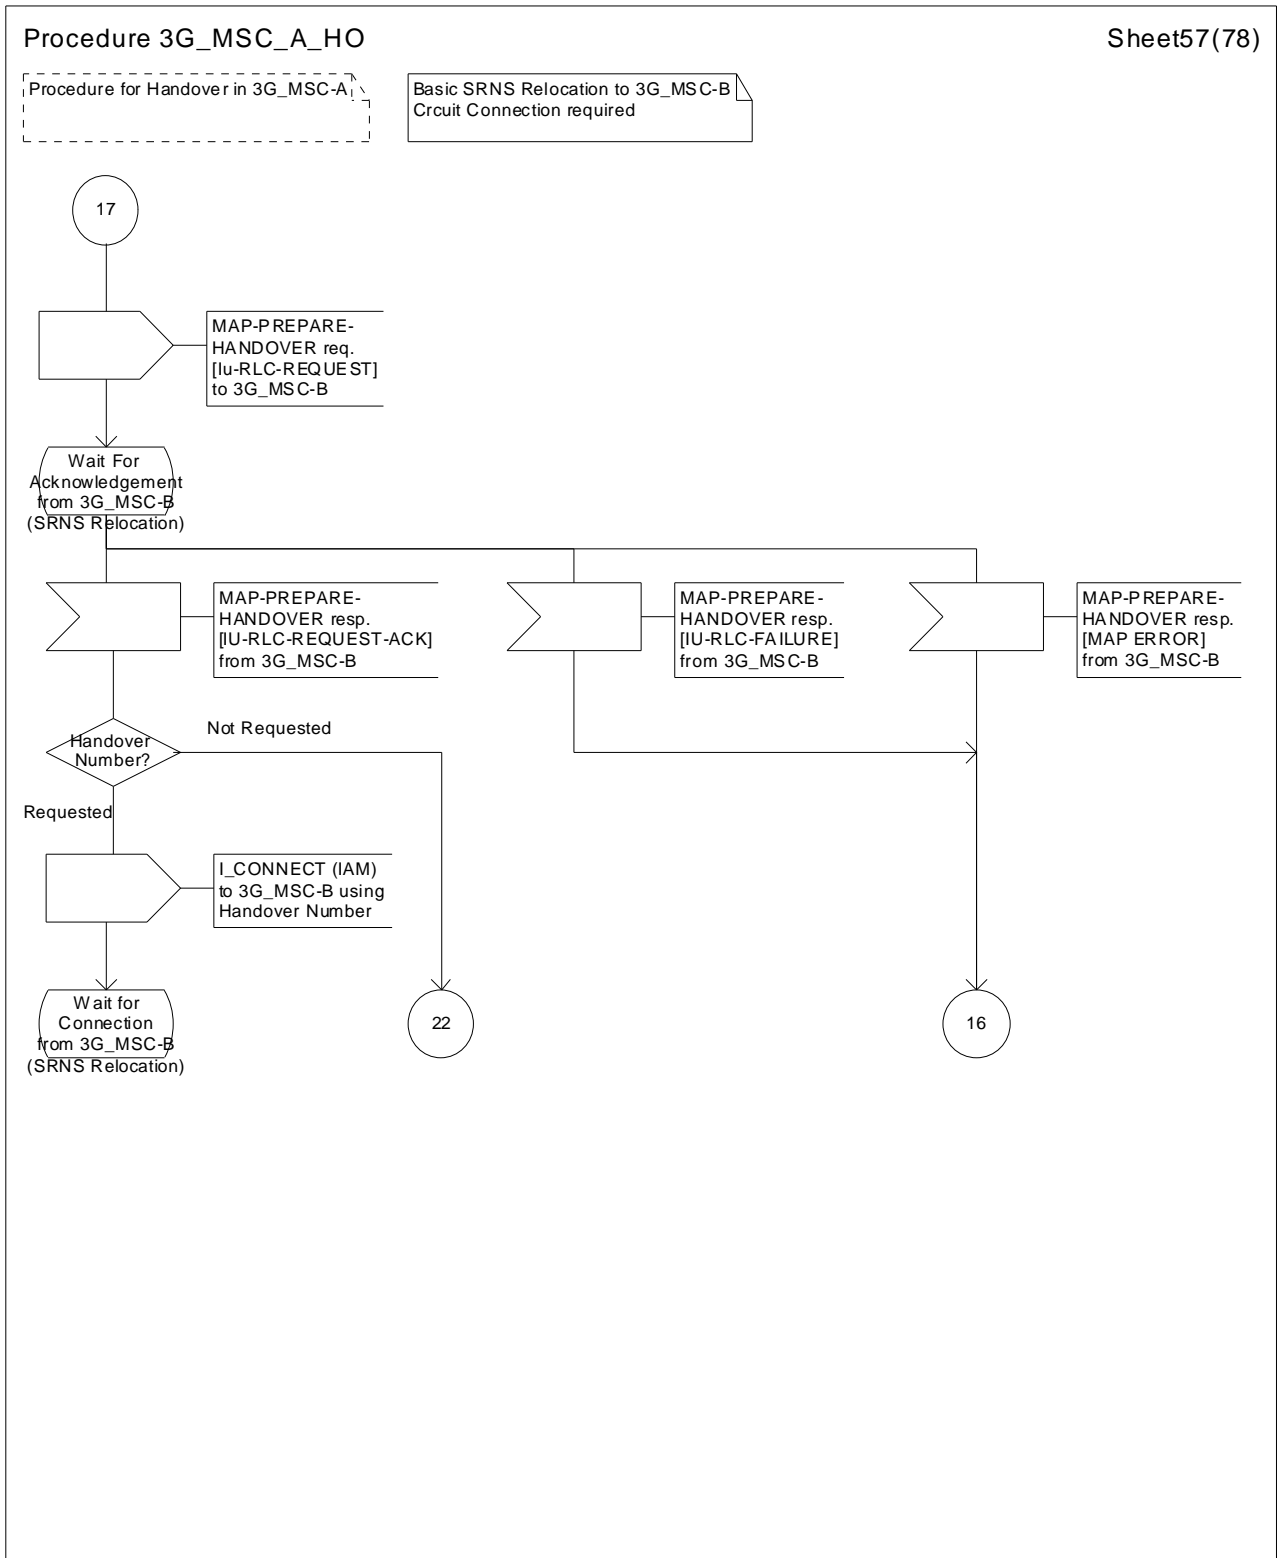 Procedure 3G_MSC_A_HO
Sheet57(78)
Procedure for Handover in 3G_MSC-A
Basic SRNS Relocation to 3G_MSC-B
Crcuit Connection required
17
MAP-PREPARE-
HANDOVER req.
[Iu-RLC-REQUEST]
to 3G_MSC-B
Wait For
Acknowledgement
from 3G_MSC-B
(SRNS Relocation)
MAP-PREPARE-
HANDOVER resp.
[IU-RLC-REQUEST-ACK]
from 3G_MSC-B
MAP-PREPARE-
HANDOVER resp.
[IU-RLC-FAILURE]
from 3G_MSC-B
MAP-PREPARE-
HANDOVER resp.
[MAP ERROR]
from 3G_MSC-B
Handover
Number?
Not Requested
Requested
I_CONNECT (IAM)
to 3G_MSC-B using
Handover Number
Wait for
Connection
from 3G_MSC-B
(SRNS Relocation)
22
16